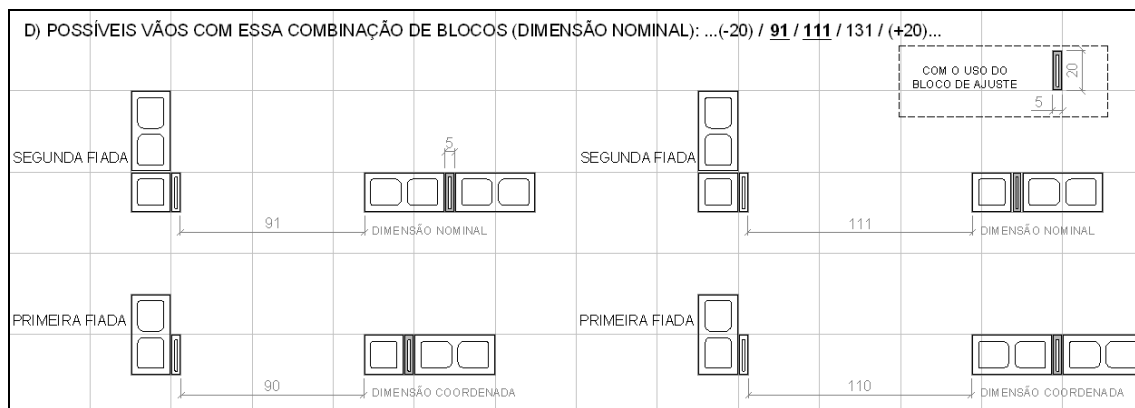 D) POSSÍVEIS VÃOS COM ESSA COMBINAÇÃO DE BLOCOS (DIMENSÃO NOMINAL): ...(-20) / 91 / 111 / 131 / (+20)...
COM O USO DO
BLOCO DE AJUSTE
20
5
SEGUNDA FIADA
5
91
DIMENSÃO NOMINAL
SEGUNDA FIADA
111
DIMENSÃO NOMINAL
PRIMEIRA FIADA
90
DIMENSÃO COORDENADA
PRIMEIRA FIADA
110
DIMENSÃO COORDENADA